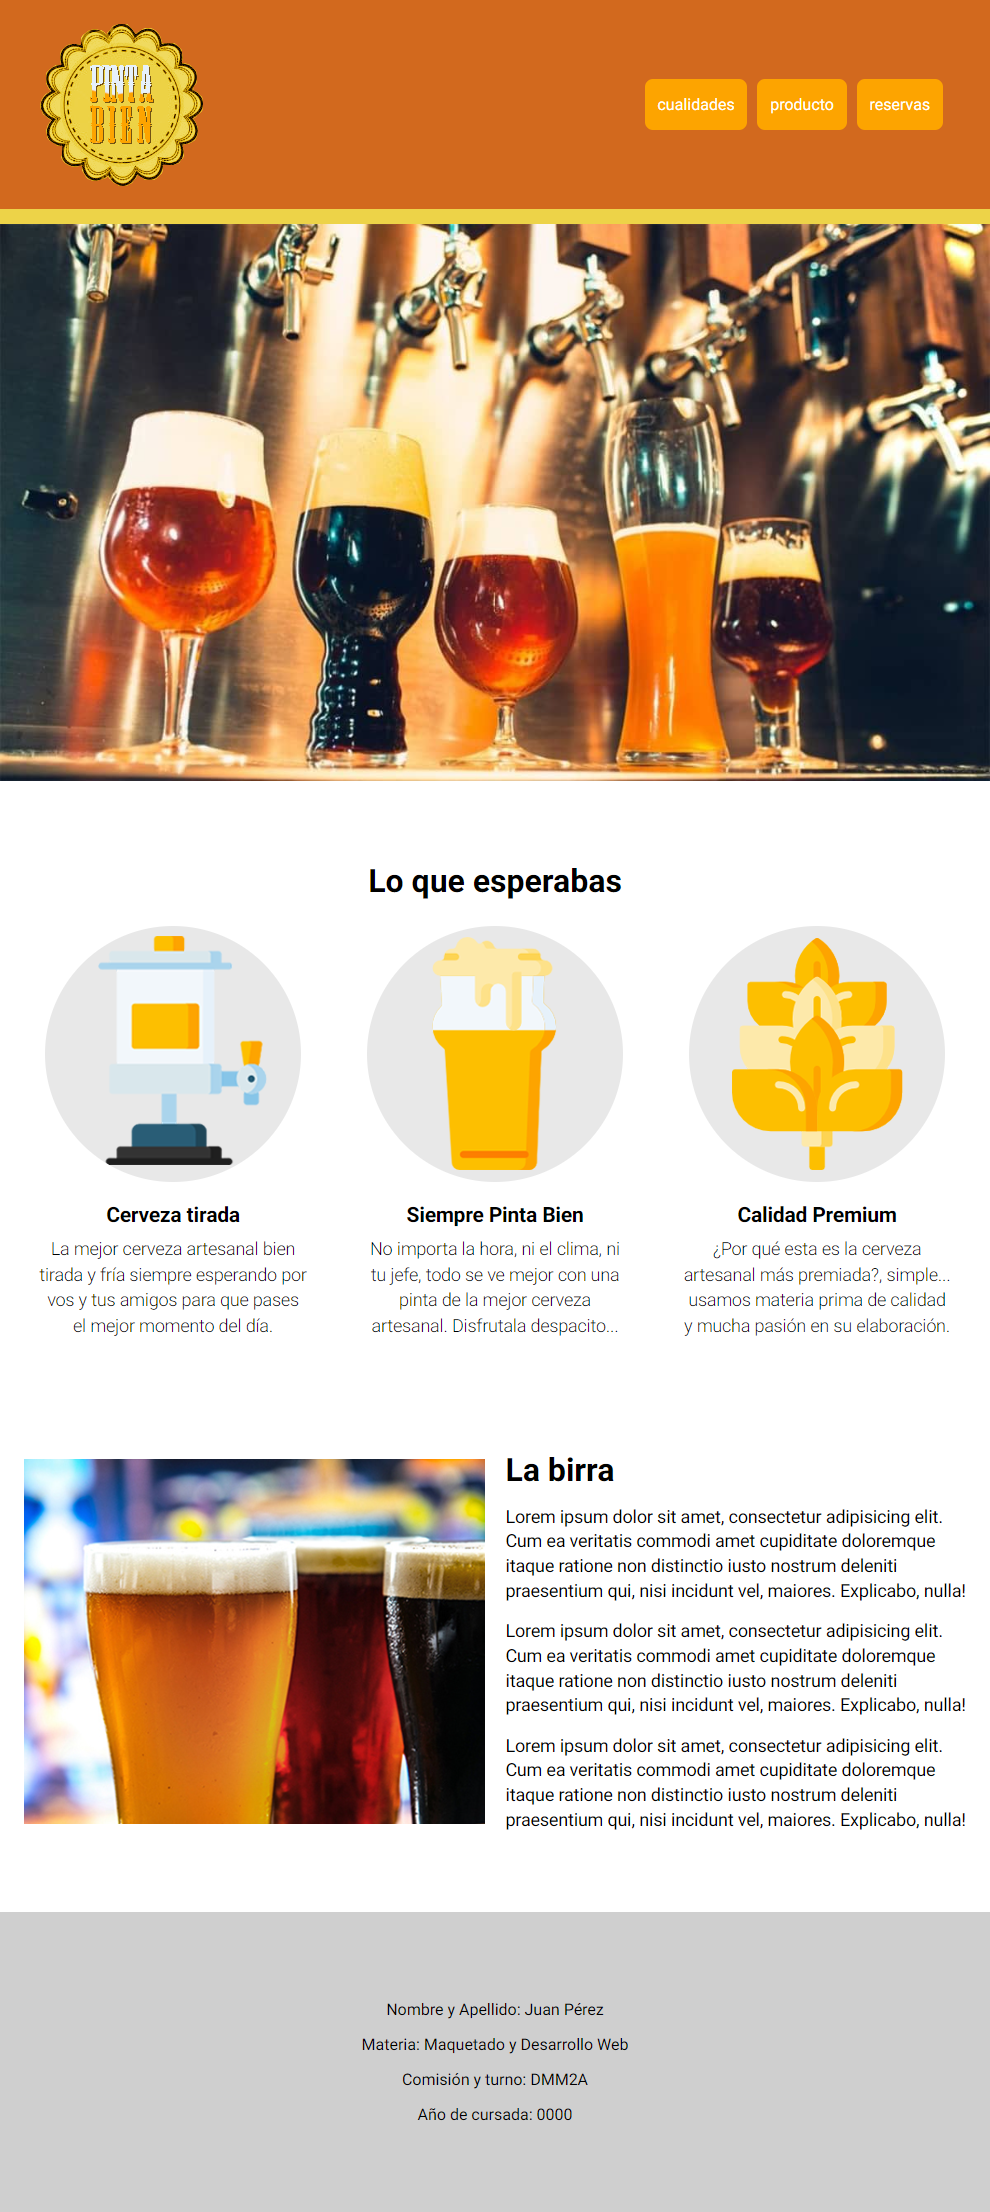 PINTA
BIEN
cualidades
producto
reservas
Lo que esperabas
Cerveza tirada
La mejor cerveza artesanal bien
tirada y fría siempre esperando por
vos y tus amigos para que pases
el mejor momento del día.
Siempre Pinta Bien
No importa la hora, ni el clima, ni
tu jefe, todo se ve mejor con una
pinta de la mejor cerveza
artesanal. Disfrutala despacito...
Calidad Premium
¿Por qué esta es la cerveza
artesanal más premiada?, simple...
usamos materia prima de calidad
y mucha pasión en su elaboración.
La birra
Lorem ipsum dolor sit amet, consectetur adipisicing elit.
Cum ea veritatis commodi amet cupiditate doloremque
itaque ratione non distinctio iusto nostrum deleniti
praesentium qui, nisi incidunt vel, maiores. Explicabo, nulla!
Lorem ipsum dolor sit amet, consectetur adipisicing elit.
Cum ea veritatis commodi amet cupiditate doloremque
itaque ratione non distinctio iusto nostrum deleniti
praesentium qui, nisi incidunt vel, maiores. Explicabo, nulla!
Lorem ipsum dolor sit amet, consectetur adipisicing elit.
Cum ea veritatis commodi amet cupiditate doloremque
itaque ratione non distinctio iusto nostrum deleniti
praesentium qui, nisi incidunt vel, maiores. Explicabo, nulla!
Nombre y Apellido: Juan Pérez
Materia: Maquetado y Desarrollo Web
Comisión y turno: DMM2A
Año de cursada: 0000